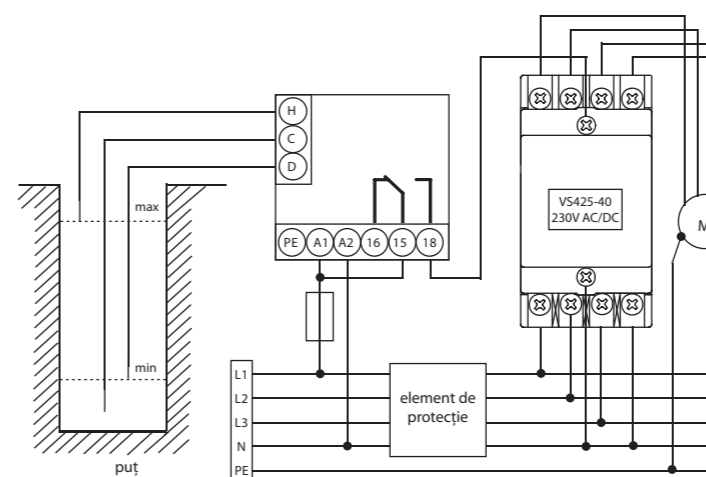 H
C
D
max
min
puț
PE A1 A2 16 15 18
VS425-40
230V AC/DC
M
L1
L2
L3
N
PE
element de
protecție